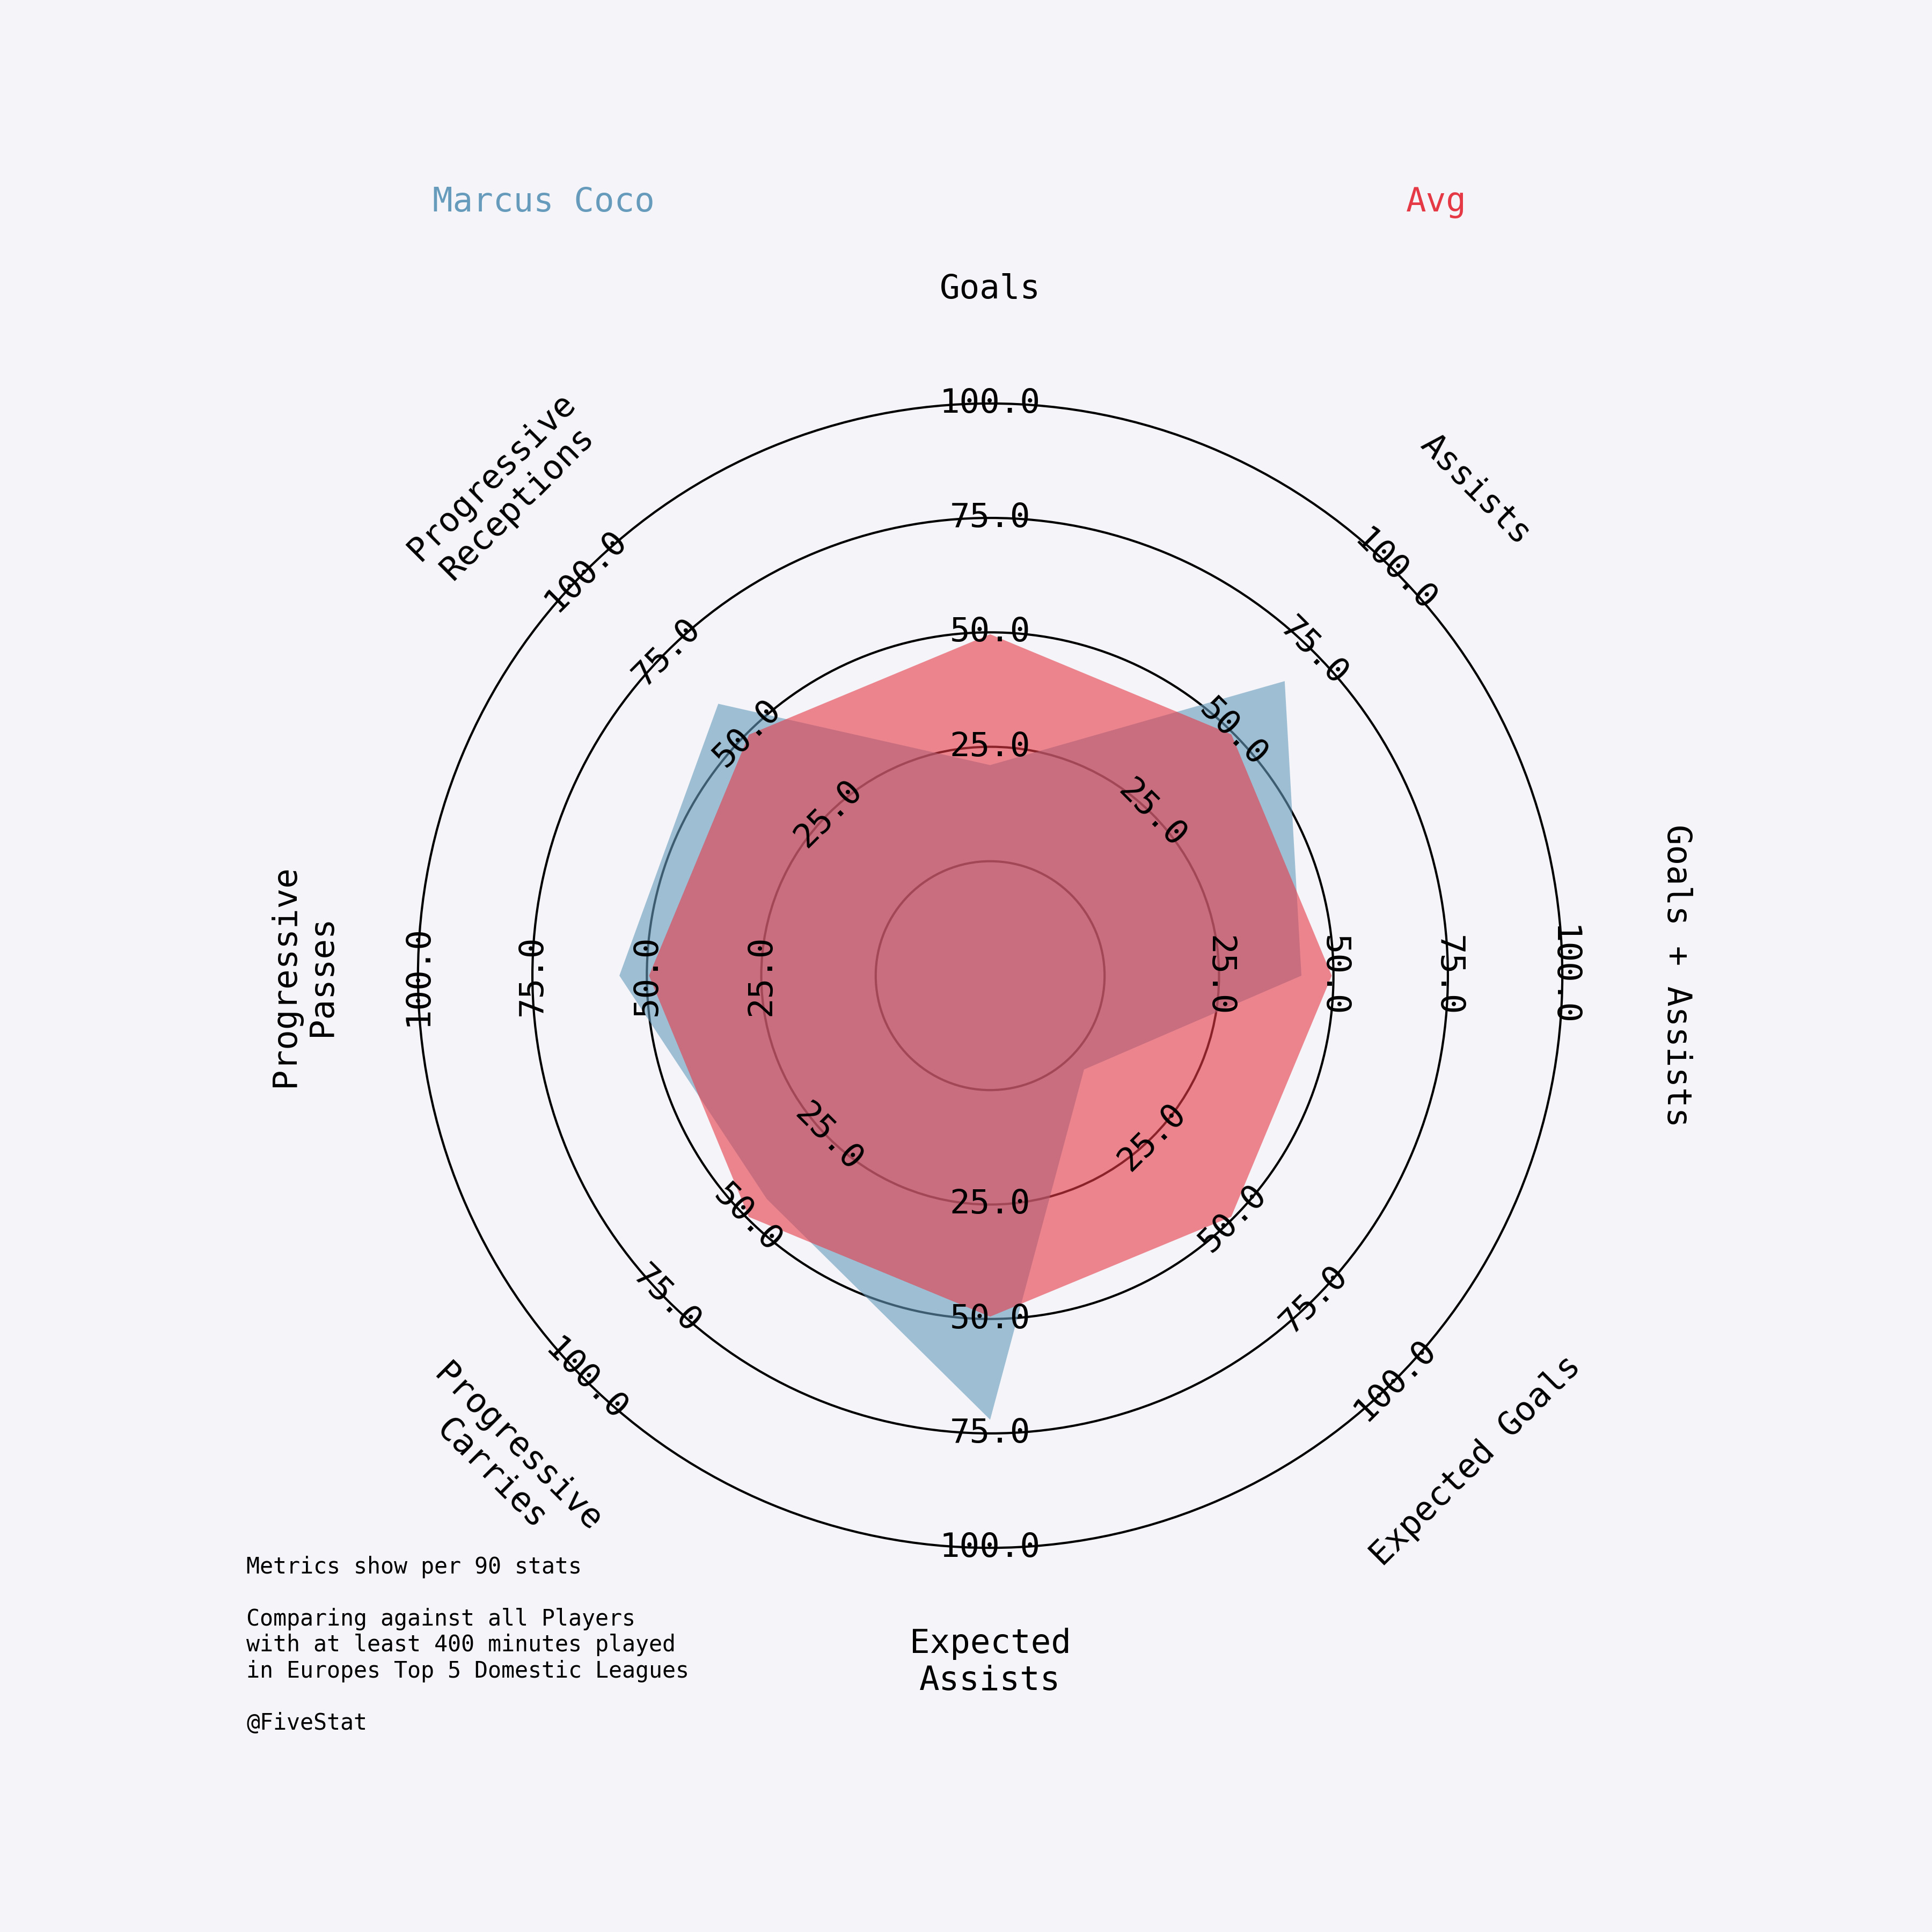 Marcus Coco
Avg
Goals
Assists
Goals + Assists
Expected Goals
Expected
Assists
Progressive
Carries
Progressive
Passes
Progressive
Receptions
25.0
50.0
75.0
100.0
25.0
50.0
75.0
100.0
25.0
50.0
75.0
100.0
25.0
50.0
75.0
100.0
25.0
50.0
75.0
100.0
25.0
50.0
75.0
100.0
25.0
50.0
75.0
100.0
25.0
50.0
75.0
100.0
Metrics show per 90 stats
Comparing against all Players
with at least 400 minutes played
in Europes Top 5 Domestic Leagues
@FiveStat